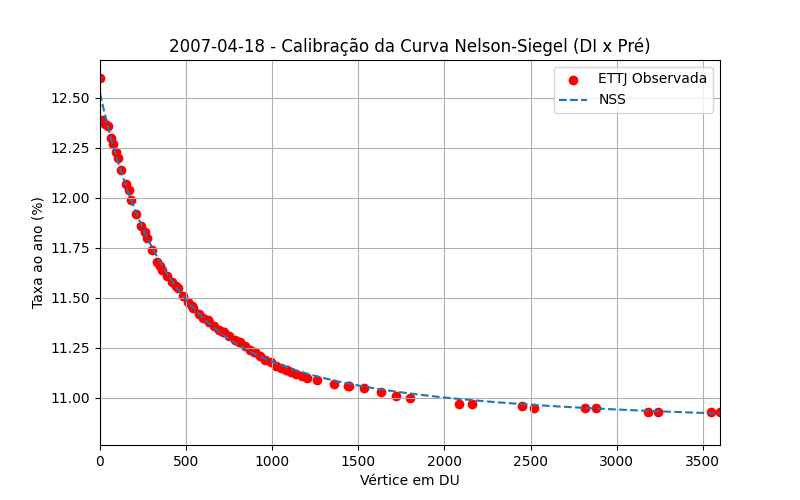 2007-04-18 - Calibração da Curva Nelson-Siegel (DI x Pré)
ETTJ Observada
NSS
Taxa ao ano (%)
12.50
12.25
12.00
11.75
11.50
11.25
11.00
0 500 1000 1500 2000 2500 3000 3500
Vértice em DU